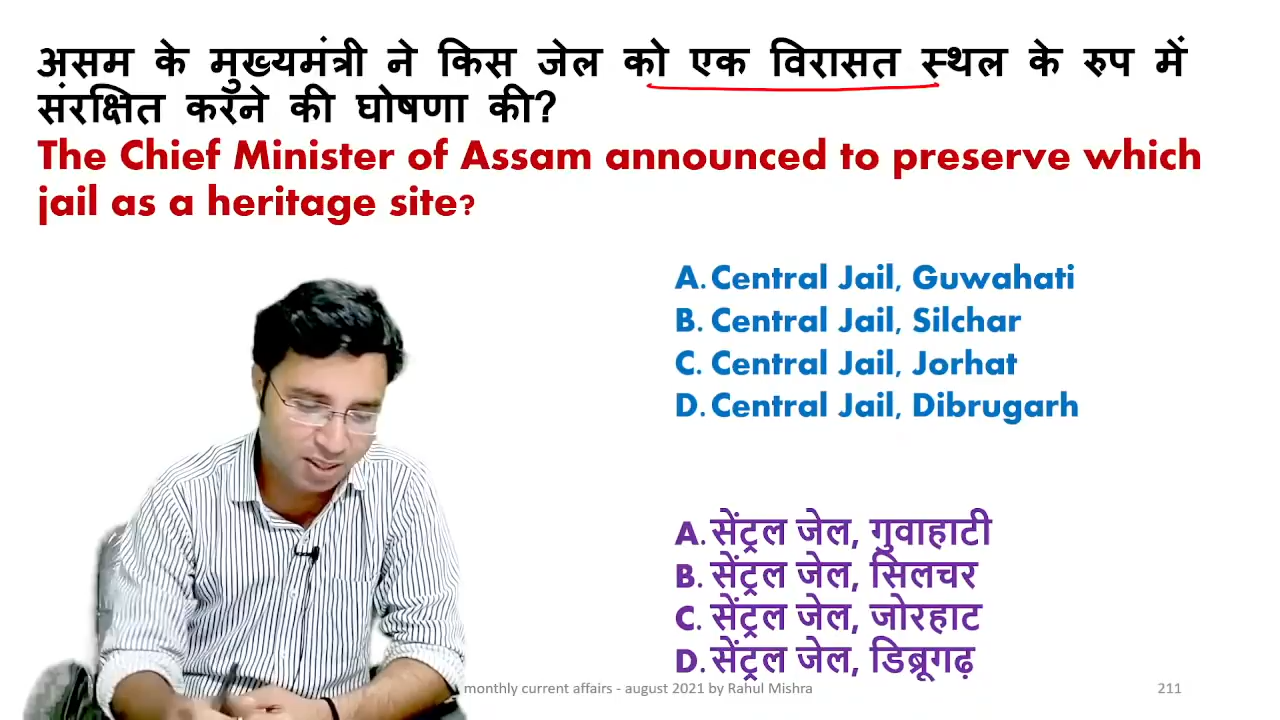 असम के मुख्यमंत्री ने किस जेल को एक विरासत स्थल के रुप में
संरक्षित करने की घोषणा की?
The Chief Minister of Assam announced to preserve which
jail as a heritage site?
A. Central Jail, Guwahati
B. Central Jail, Silchar
C. Central Jail, Jorhat
D. Central Jail, Dibrugarh
A. सेंट्रल जेल, गुवाहाटी
B. सेंट्रल जेल, सिलचर
C. सेंट्रल जेल, जोरहाट
D. सेंट्रल जेल, डिब्रूगढ़
monthly current affairs - august 2021 by Rahul Mishra
211